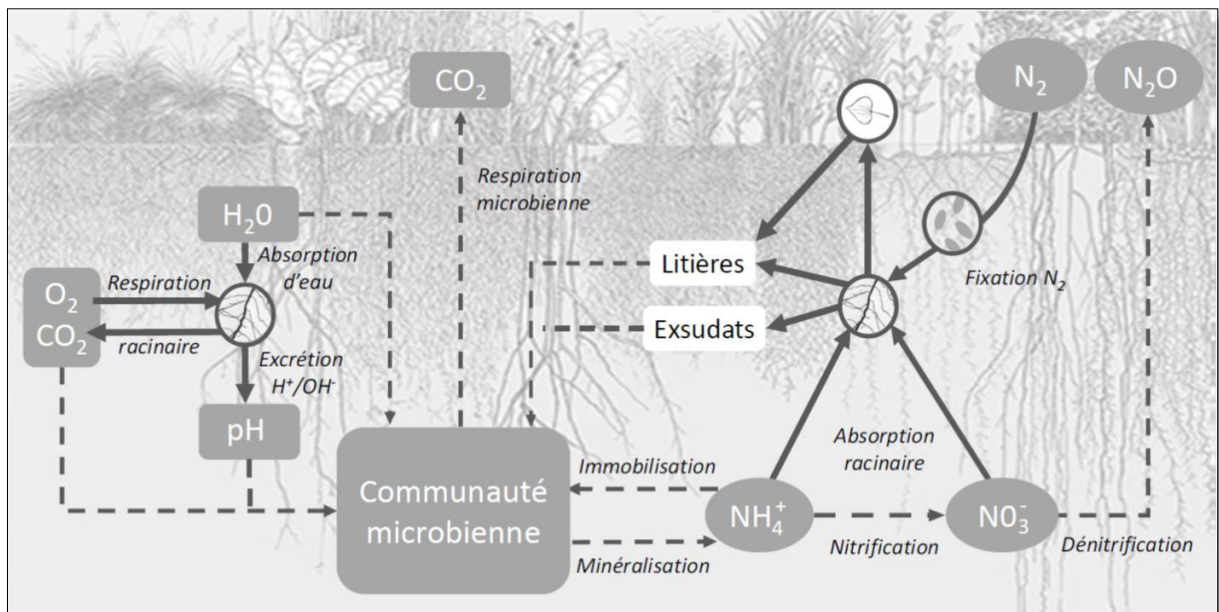 CO₂
N₂
N₂O
Respiration
microbienne
H₂0
Absorption
d'eau
Litières
Fixation N₂
O₂
CO₂
Respiration
racinaire
Exsudats
Excrétion
H⁺/OH⁻
pH
Absorption
racinaire
Communauté
microbienne
Immobilisation
Minéralisation
NH₄⁺
Nitrification
N0₃⁻
Dénitrification